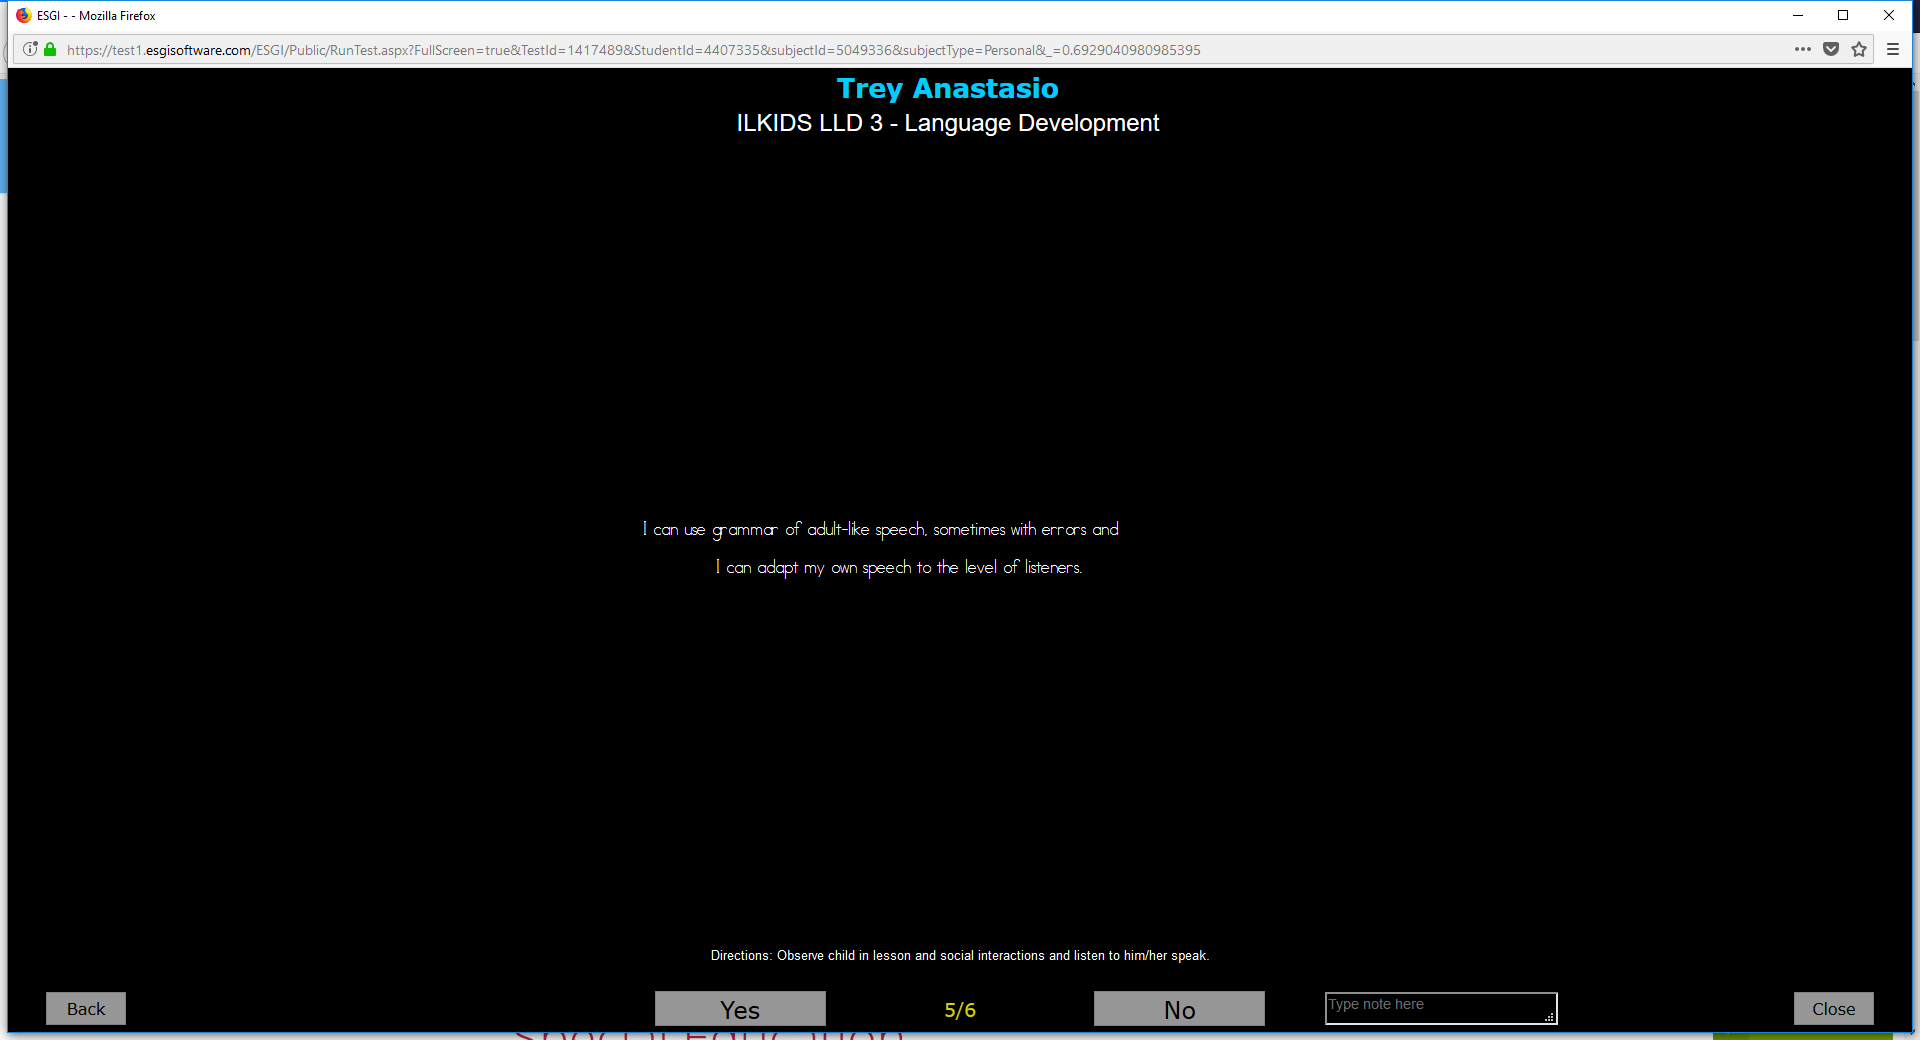 ESGI - - Mozilla Firefox
https://test1.esgisoftware.com/ESGI/Public/RunTest.aspx?FullScreen=true&TestId=1417489&StudentId=4407335&subjectId=5049336&subjectType=Personal&_=0.6929040980985395
Trey Anastasio
ILKIDS LLD 3 - Language Development
I can use grammar of adult-like speech, sometimes with errors and
I can adapt my own speech to the level of listeners.
Directions: Observe child in lesson and social interactions and listen to him/her speak.
Back
Yes
5/6
No
Type note here
Close
Special Education